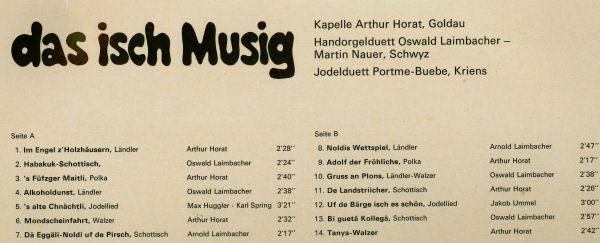 das isch Musig
Kapelle Arthur Horat, Goldau
Handorgelduett Oswald Laimbacher –
Martin Nauer, Schwyz
Jodelduett Portme-Buebe, Kriens
Seite A
1. Im Engel z'Holzhäusern, Ländler Arthur Horat 2'28"
2. Habakuk-Schottisch, Oswald Laimbacher 2'24"
3. 's Füfzger Maitli, Polka Arthur Horat 2'40"
4. Alkoholdunst, Ländler Oswald Laimbacher 2'38"
5. 's alte Chnächtli, Jodellied Max Huggler - Karl Spring 3'21"
6. Mondscheinfahrt, Walzer Arthur Horat 2'32"
7. Dä Eggäli-Noldi uf de Pirsch, Schottisch Arnold Laimbacher 2'17"
Seite B
8. Noldis Wettspiel, Ländler Arnold Laimbacher 2'47"
9. Adolf der Fröhliche, Polka Arthur Horat 2'17"
10. Gruss an Plons, Ländler-Walzer Oswald Laimbacher 2'38"
11. De Landstriicher, Schottisch Arthur Horat 2'26"
12. Uf de Bärge isch es schön, Jodellied Jakob Ummel 3'00"
13. Bi guetä Kollegä, Schottisch Oswald Laimbacher 2'57"
14. Tanya-Walzer Arthur Horat 2'42"